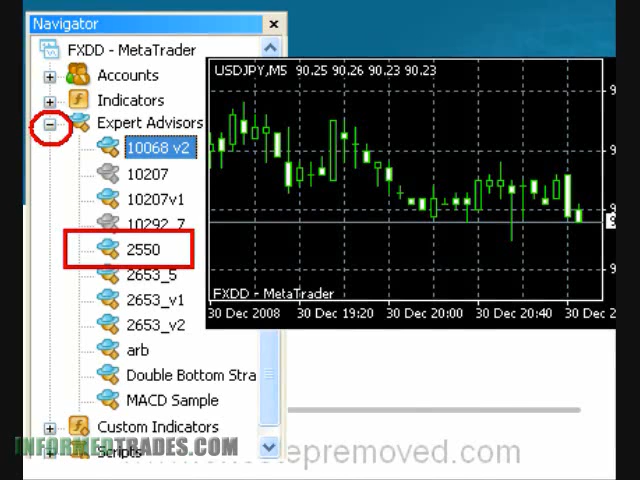 Navigator
FXDD - MetaTrader
Accounts
Indicators
Expert Advisors
10068 v2
10207
10207v1
10292_7
2550
2653_5
2653_v1
2653_v2
arb
Double Bottom Stra
MACD Sample
Custom Indicators
Scripts
USDJPY,M5 90.25 90.26 90.23 90.23
FXDD - MetaTrader
30 Dec 2008 30 Dec 19:20 30 Dec 20:00 30 Dec 20:40 30 Dec 2
INFORMEDTRADES.COM